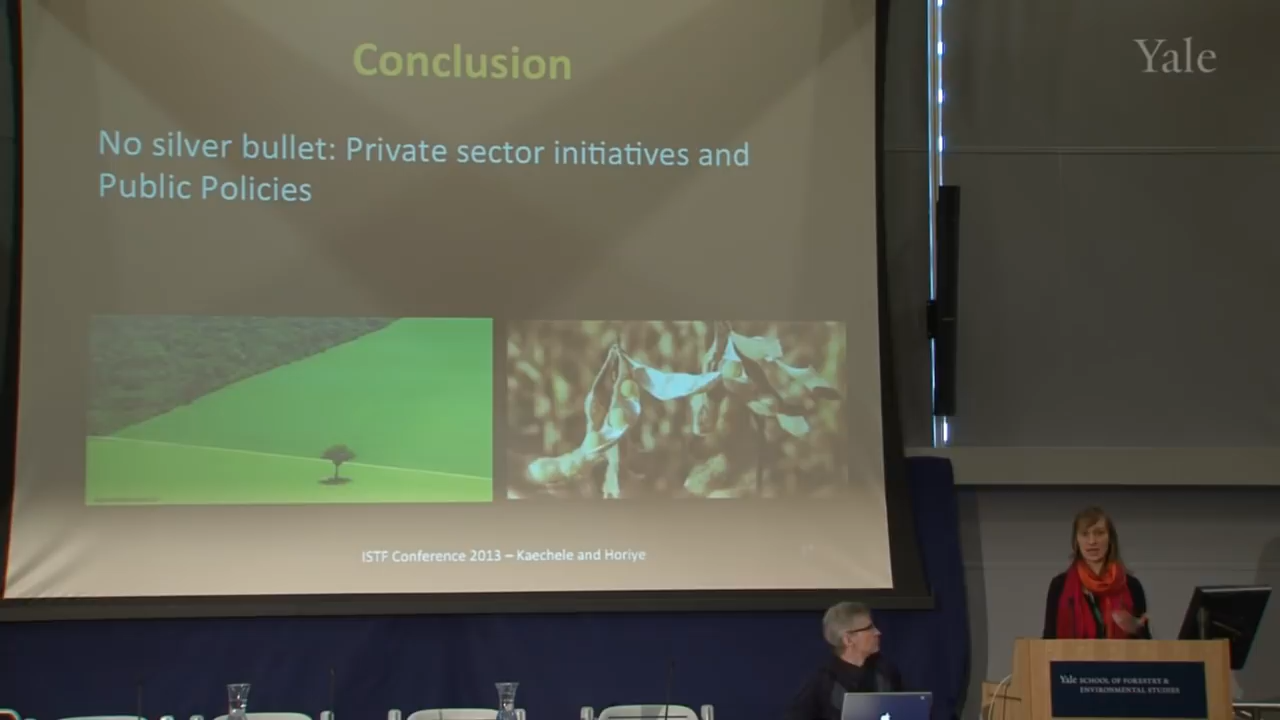 Conclusion
Yale
No silver bullet: Private sector initiatives and
Public Policies
ISTF Conference 2013 – Kaechele and Horiye
Yale SCHOOL OF FORESTRY &
ENVIRONMENTAL STUDIES